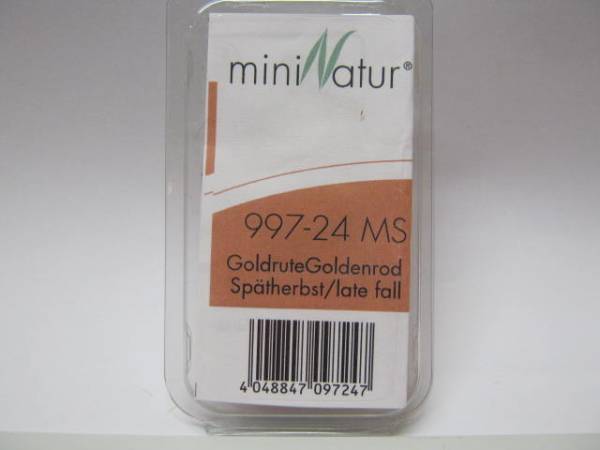 miniNatur®
997-24 MS
GoldruteGoldenrod
Spätherbst/late fall
4 048847 097247